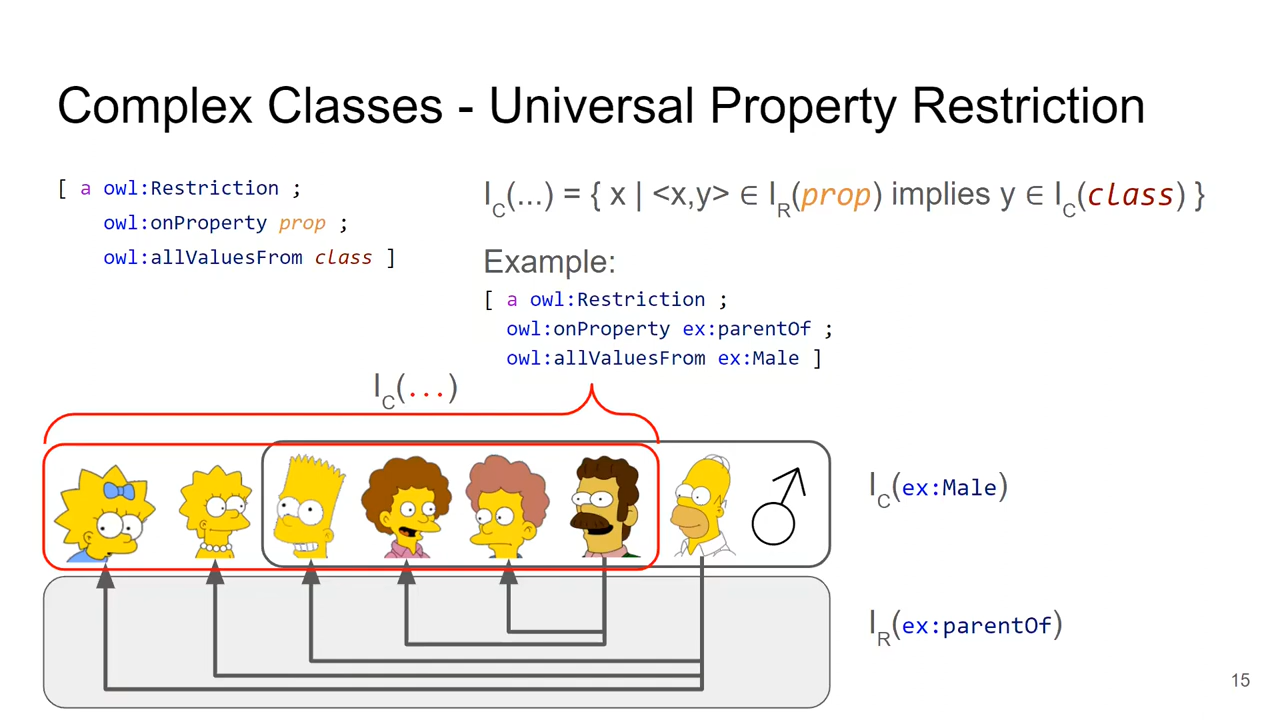 Complex Classes - Universal Property Restriction
[ a owl:Restriction ;
owl:onProperty prop ;
owl:allValuesFrom class ]
I_C(...) = { x | <x,y> ∈ I_R(prop) implies y ∈ I_C(class) }
Example:
[ a owl:Restriction ;
owl:onProperty ex:parentOf ;
owl:allValuesFrom ex:Male ]
I_C(...)
I_C(ex:Male)
I_R(ex:parentOf)
15